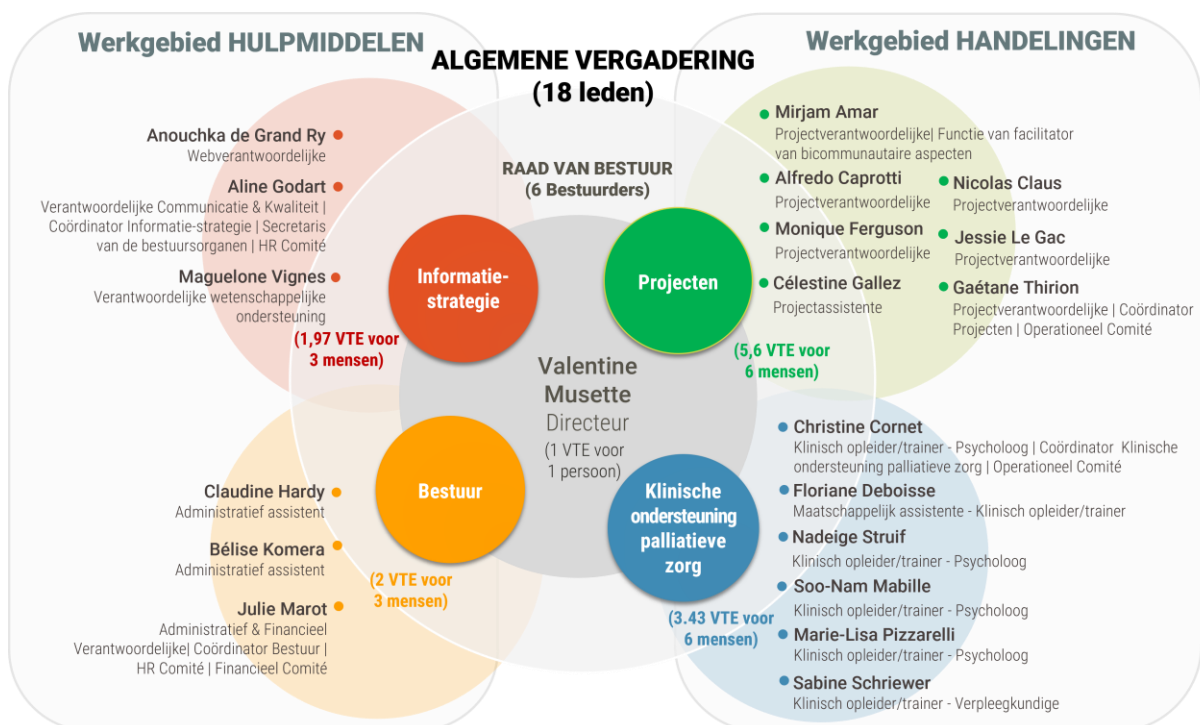 Werkgebied HULPMIDDELEN
ALGEMENE VERGADERING
(18 leden)
Werkgebied HANDELINGEN
RAAD VAN BESTUUR
(6 Bestuurders)
Anouchka de Grand Ry
Webverantwoordelijke
Aline Godart
Verantwoordelijke Communicatie & Kwaliteit |
Coördinator Informatie-strategie | Secretaris
van de bestuursorganen | HR Comité
Maguelone Vignes
Verantwoordelijke wetenschappelijke
ondersteuning
Informatie-
strategie
(1,97 VTE voor
3 mensen)
Projecten
(5,6 VTE voor
6 mensen)
Mirjam Amar
Projectverantwoordelijke| Functie van facilitator
van bicommunautaire aspecten
Alfredo Caprotti
Projectverantwoordelijke
Monique Ferguson
Projectverantwoordelijke
Célestine Gallez
Projectassistente
Nicolas Claus
Projectverantwoordelijke
Jessie Le Gac
Projectverantwoordelijke
Gaétane Thirion
Projectverantwoordelijke | Coördinator
Projecten | Operationeel Comité
Valentine
Musette
Directeur
(1 VTE voor
1 persoon)
Claudine Hardy
Administratief assistent
Bélise Komera
Administratief assistent
Julie Marot
Administratief & Financieel
Verantwoordelijke| Coördinator Bestuur |
HR Comité | Financieel Comité
Bestuur
(2 VTE voor
3 mensen)
Klinische
ondersteuning
palliatieve
zorg
(3.43 VTE voor
6 mensen)
Christine Cornet
Klinisch opleider/trainer - Psycholoog | Coördinator Klinische
ondersteuning palliatieve zorg | Operationeel Comité
Floriane Deboisse
Maatschappelijk assistente - Klinisch opleider/trainer
Nadeige Struif
Klinisch opleider/trainer - Psycholoog
Soo-Nam Mabille
Klinisch opleider/trainer - Psycholoog
Marie-Lisa Pizzarelli
Klinisch opleider/trainer - Psycholoog
Sabine Schriewer
Klinisch opleider/trainer - Verpleegkundige